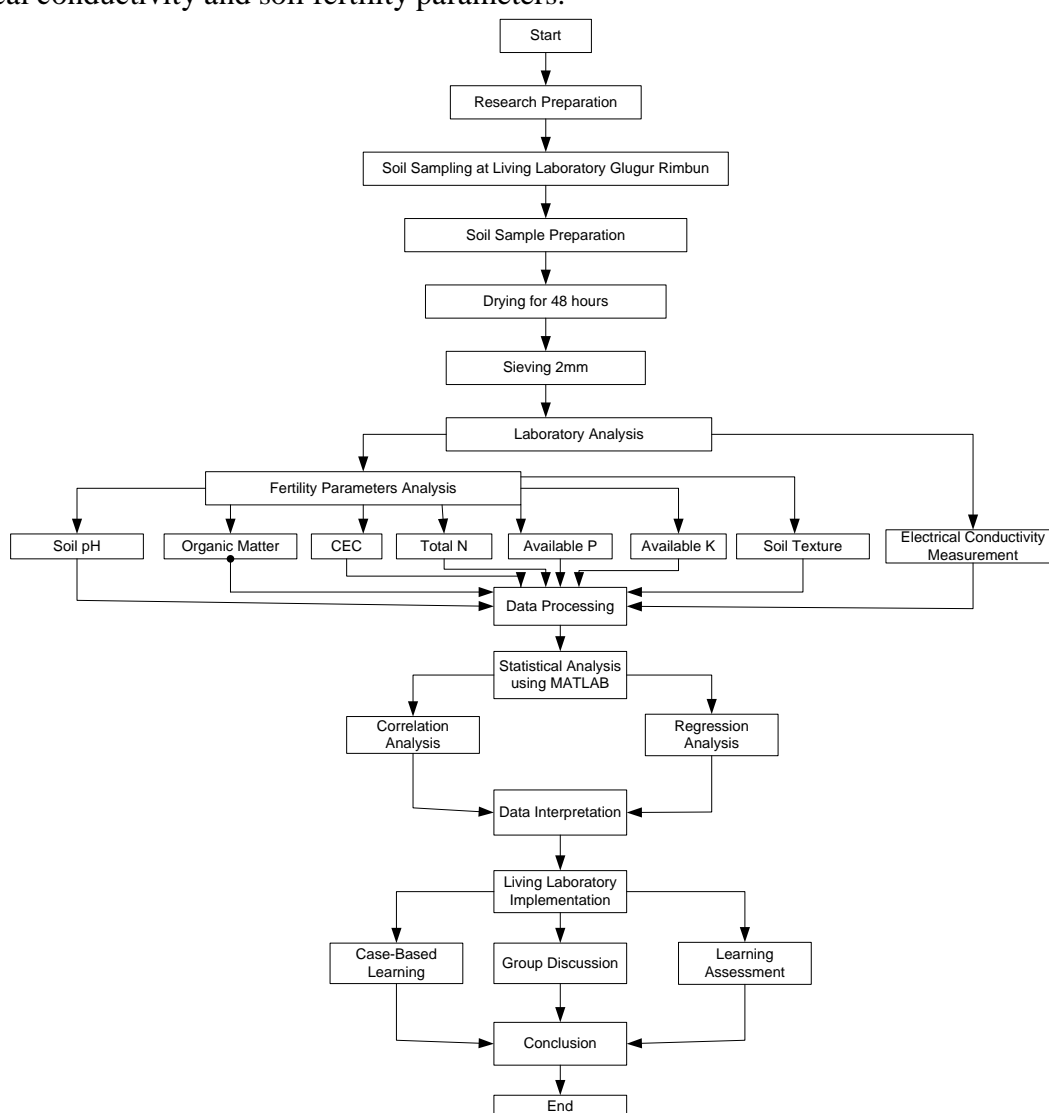 conductivity and soil fertility parameters.
Start
Research Preparation
Soil Sampling at Living Laboratory Glugur Rimbun
Soil Sample Preparation
Drying for 48 hours
Sieving 2mm
Laboratory Analysis
Fertility Parameters Analysis
Soil pH
Organic Matter
CEC
Total N
Available P
Available K
Soil Texture
Electrical Conductivity
Measurement
Data Processing
Statistical Analysis
using MATLAB
Correlation
Analysis
Regression
Analysis
Data Interpretation
Living Laboratory
Implementation
Case-Based
Learning
Group Discussion
Learning
Assessment
Conclusion
End